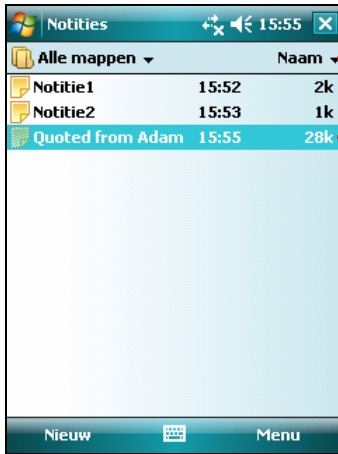 Notities 15:55
Alle mappen Naam
Notitie1 15:52 2k
Notitie2 15:53 1k
Quoted from Adam 15:55 28k
Nieuw Menu